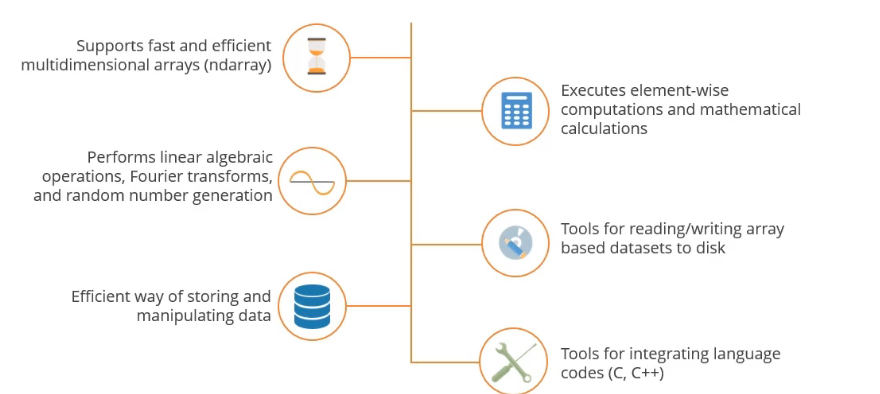 Supports fast and efficient
multidimensional arrays (ndarray)
Executes element-wise
computations and mathematical
calculations
Performs linear algebraic
operations, Fourier transforms,
and random number generation
Tools for reading/writing array
based datasets to disk
Efficient way of storing and
manipulating data
Tools for integrating language
codes (C, C++)